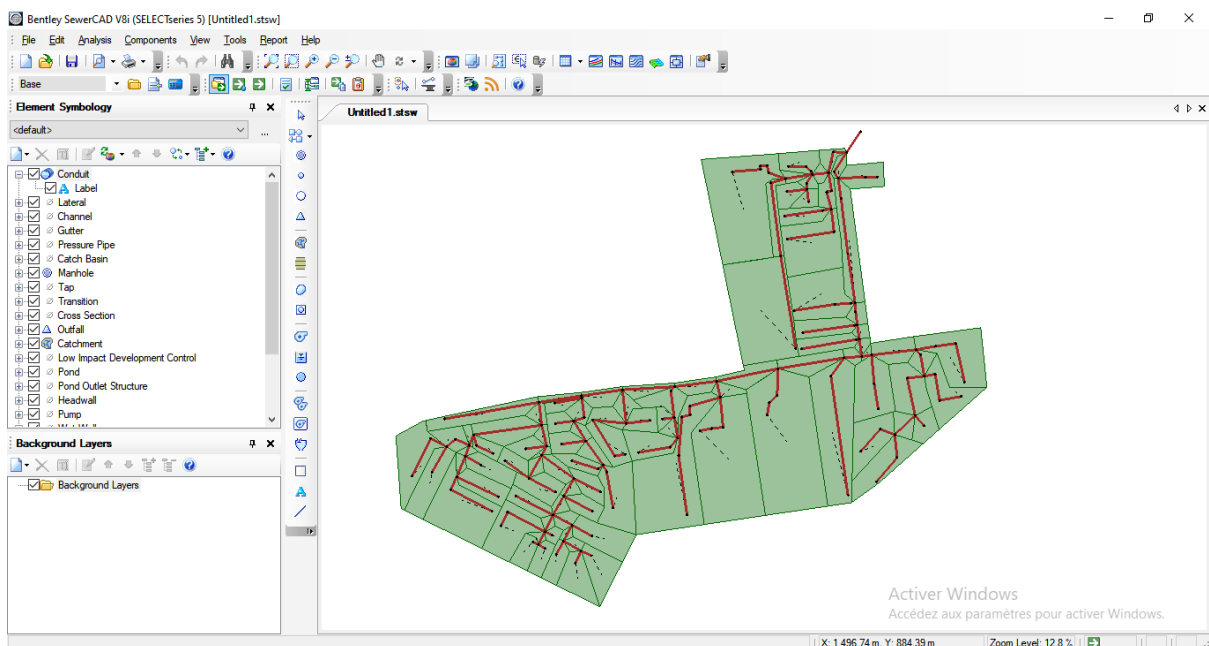 Bentley SewerCAD V8i (SELECTseries 5) [Untitled1.stsw]
File Edit Analysis Components View Tools Report Help
Base
Element Symbology
<default>
...
Conduit
Label
Lateral
Channel
Gutter
Pressure Pipe
Catch Basin
Manhole
Tap
Transition
Cross Section
Outfall
Catchment
Low Impact Development Control
Pond
Pond Outlet Structure
Headwall
Pump
Background Layers
Background Layers
Untitled1.stsw
Activer Windows
Accédez aux paramètres pour activer Windows.
X: 1 496,74 m, Y: 884,39 m
Zoom Level: 12,8 %